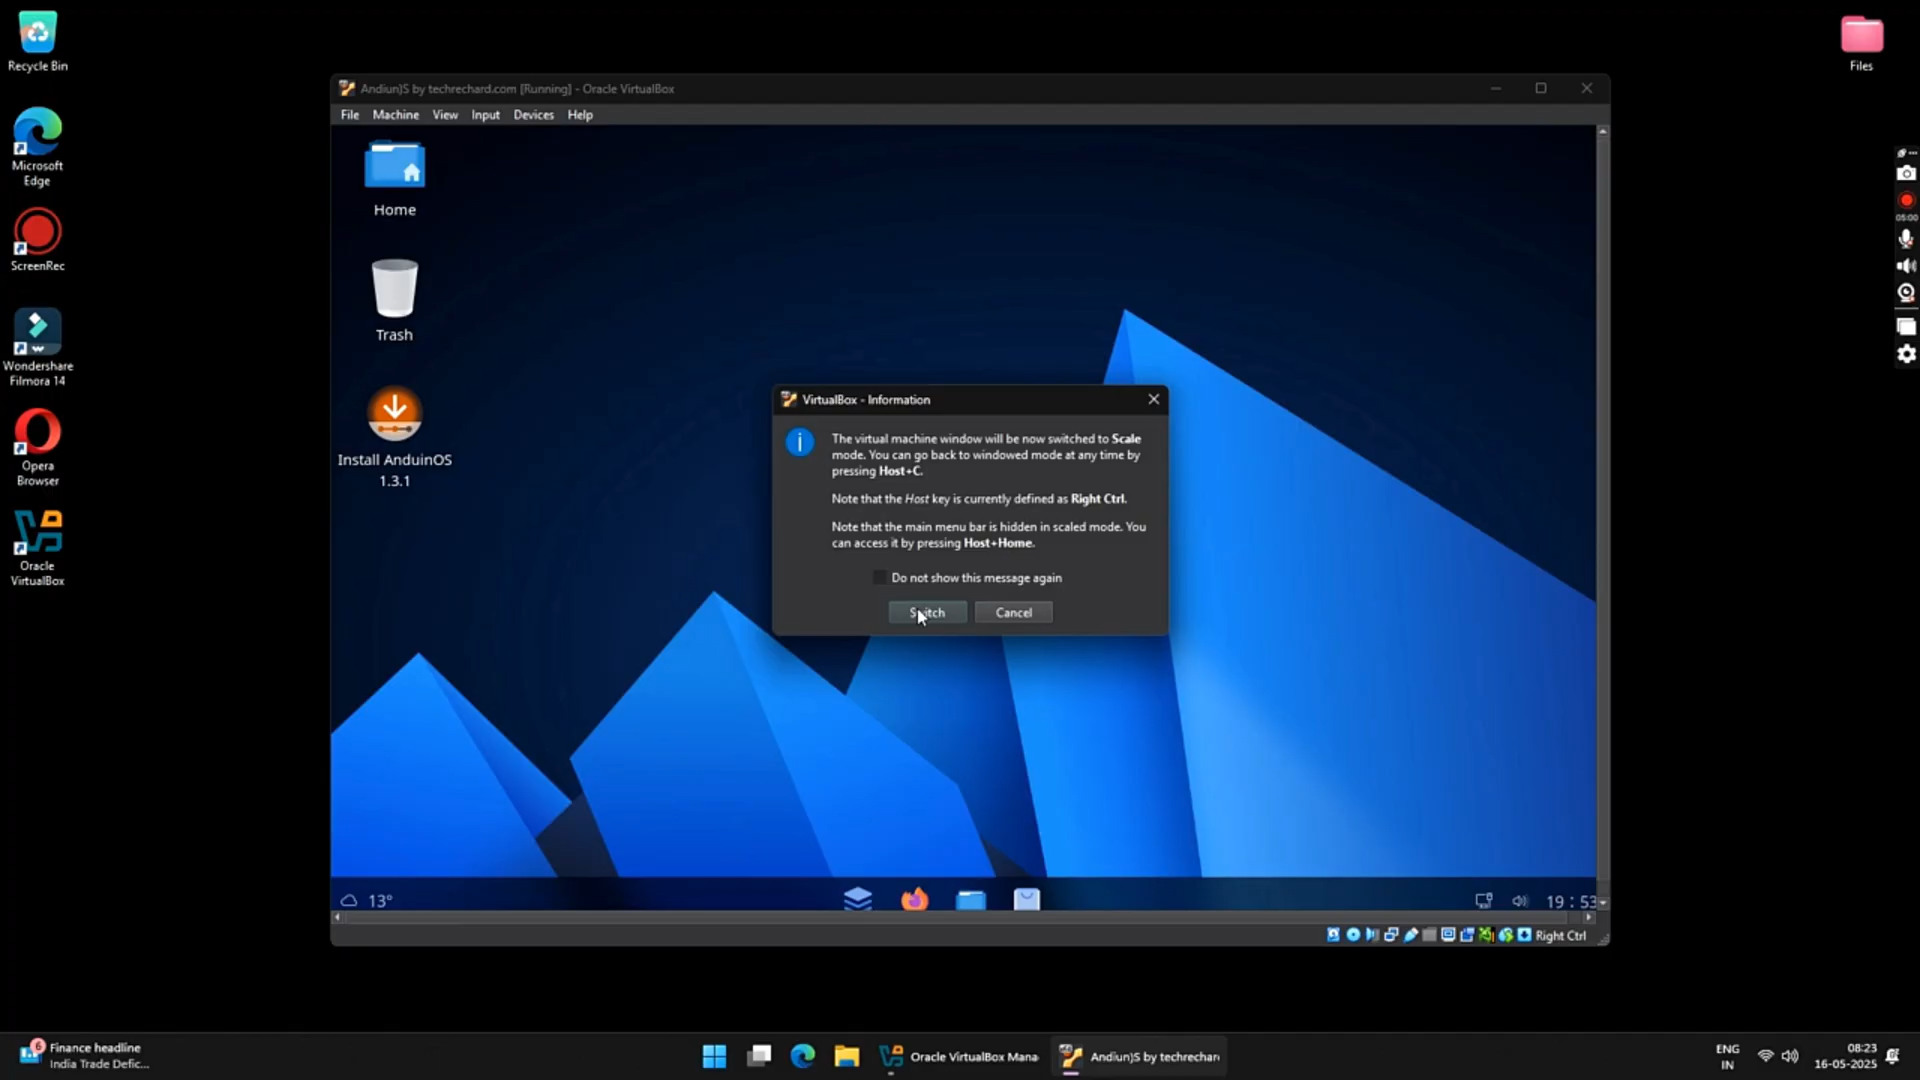 Recycle Bin
Microsoft
Edge
ScreenRec
Wondershare
Filmora 14
Opera
Browser
Oracle
VirtualBox
Files
Andiun)S by techrechard.com [Running] - Oracle VirtualBox
File Machine View Input Devices Help
Home
Trash
Install AnduinOS
1.3.1
VirtualBox - Information
The virtual machine window will be now switched to Scale
mode. You can go back to windowed mode at any time by
pressing Host+C.
Note that the Host key is currently defined as Right Ctrl.
Note that the main menu bar is hidden in scaled mode. You
can access it by pressing Host+Home.
Do not show this message again
Switch Cancel
13°
19 : 53
Right Ctrl
05:00
6
Finance headline
India Trade Defic...
Oracle VirtualBox Mana
Andiun)S by techrechar
ENG
IN
08:23
16-05-2025